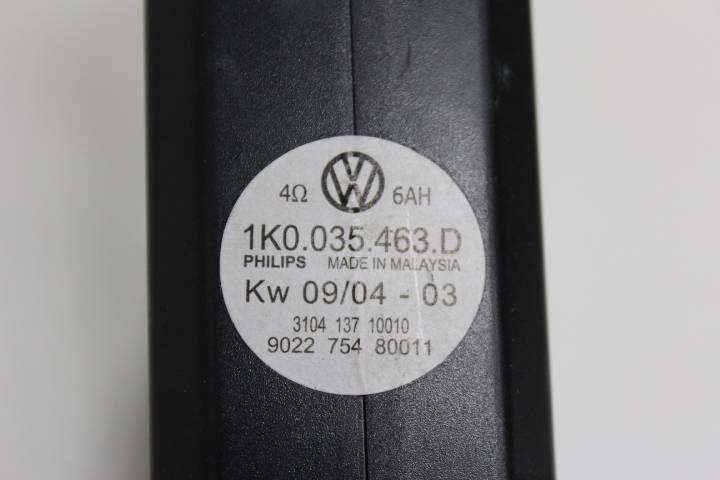 4Ω VW 6AH
1K0.035.463.D
PHILIPS MADE IN MALAYSIA
Kw 09/04 - 03
3104 137 10010
9022 754 80011